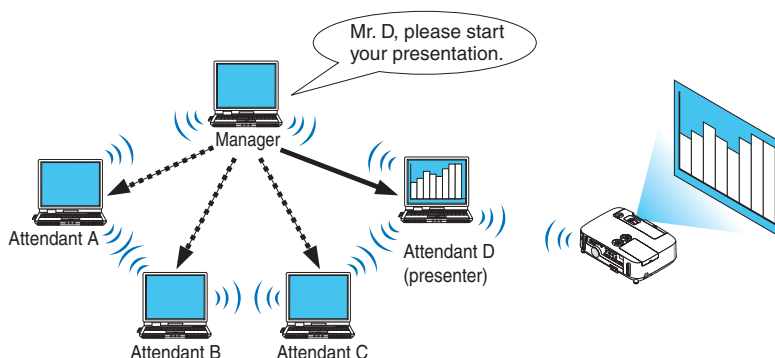 Mr. D, please start
your presentation.
Manager
Attendant A
Attendant D
(presenter)
Attendant B
Attendant C